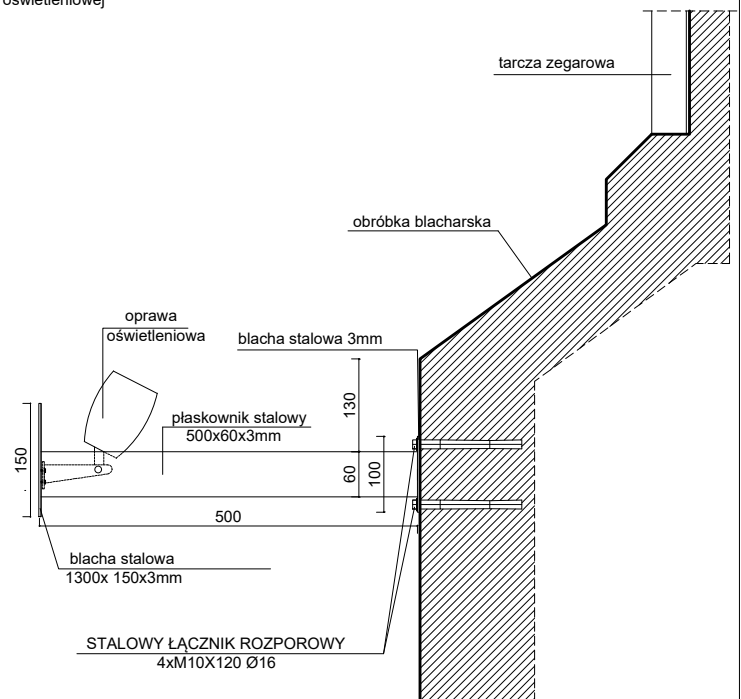 oświetleniowej
tarcza zegarowa
obróbka blacharska
oprawa
oświetleniowa
blacha stalowa 3mm
130
płaskownik stalowy
500x60x3mm
150
60
100
500
blacha stalowa
1300x 150x3mm
STALOWY ŁĄCZNIK ROZPOROWY
4xM10X120 Ø16